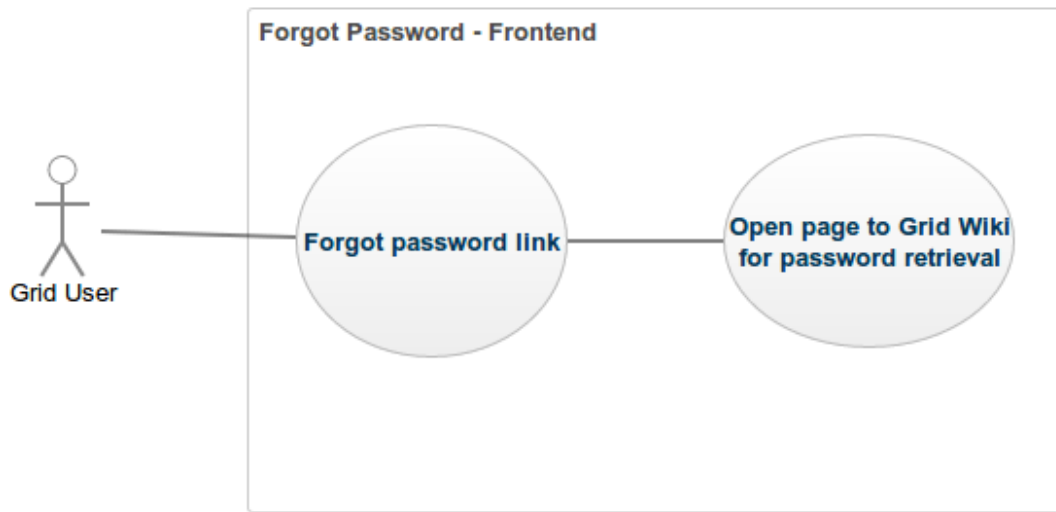 Forgot Password - Frontend
Grid User
Forgot password link
Open page to Grid Wiki
for password retrieval